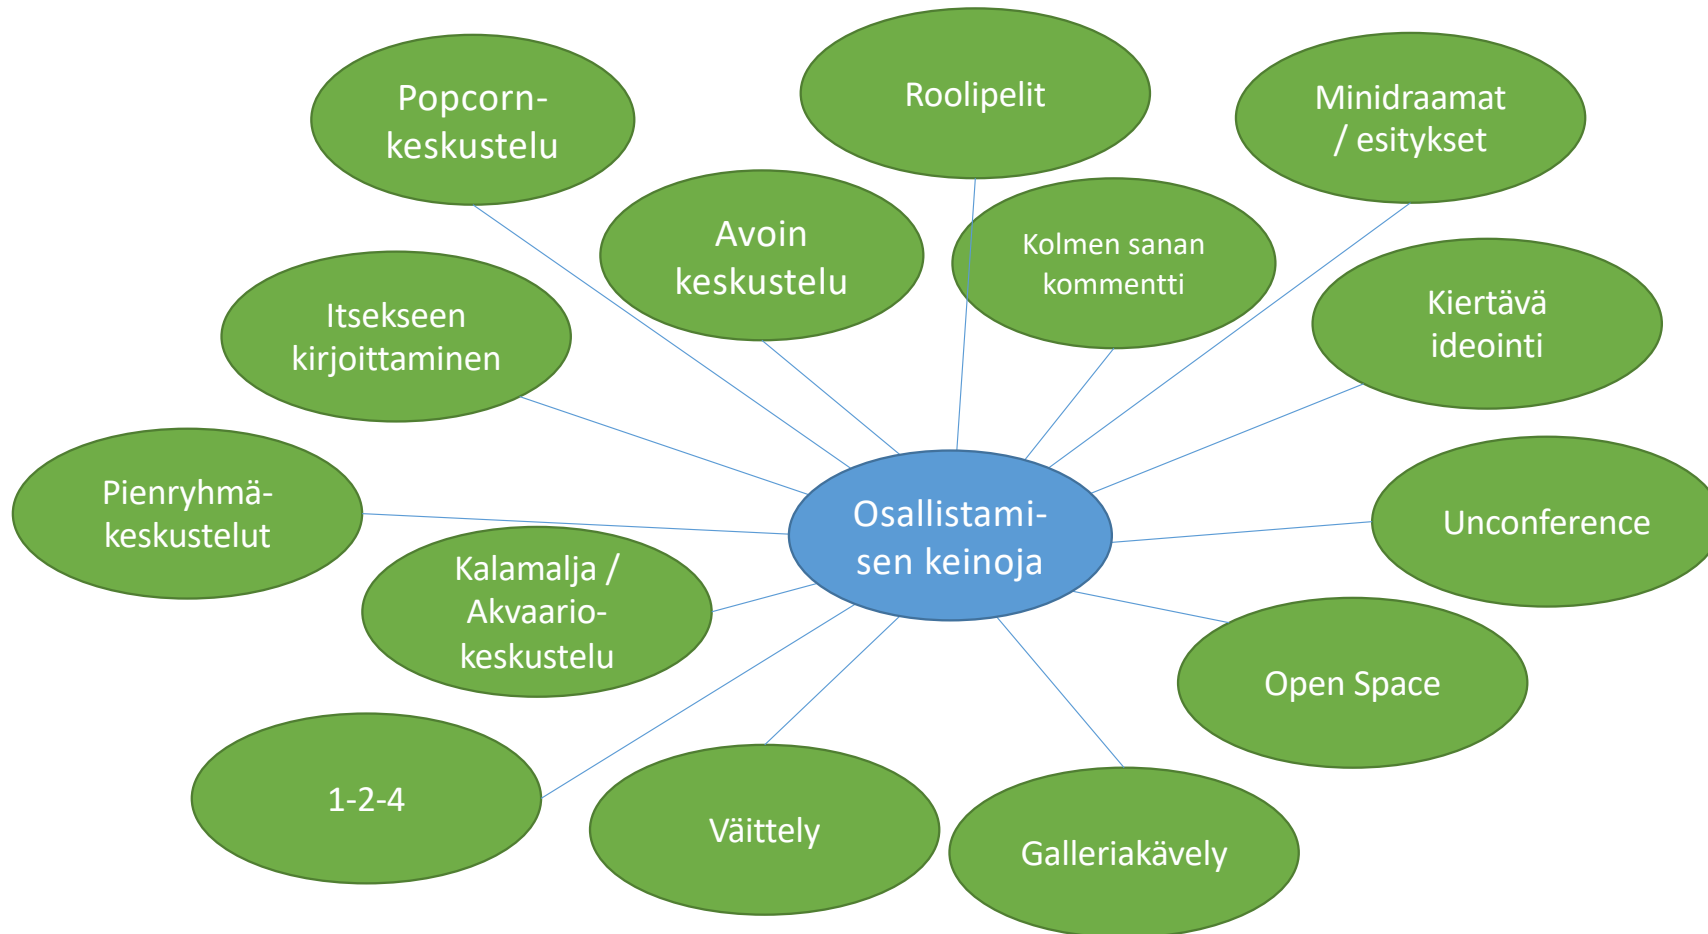 Popcorn-
keskustelu
Roolipelit
Minidraamat
/ esitykset
Avoin
keskustelu
Kolmen sanan
kommentti
Itsekseen
kirjoittaminen
Kiertävä
ideointi
Pienryhmä-
keskustelut
Osallistami-
sen keinoja
Unconference
Kalamalja /
Akvaario-
keskustelu
Open Space
1-2-4
Väittely
Galleriakävely